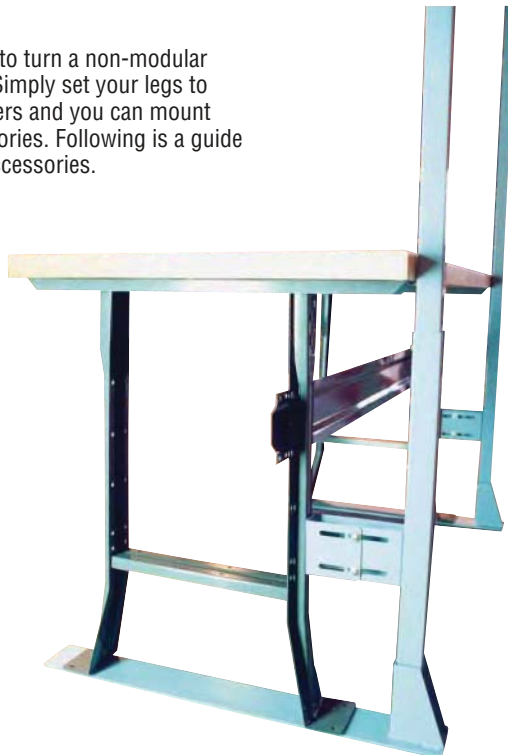 to turn a non-modular
Simply set your legs to
ers and you can mount
ories. Following is a guide
ccessories.